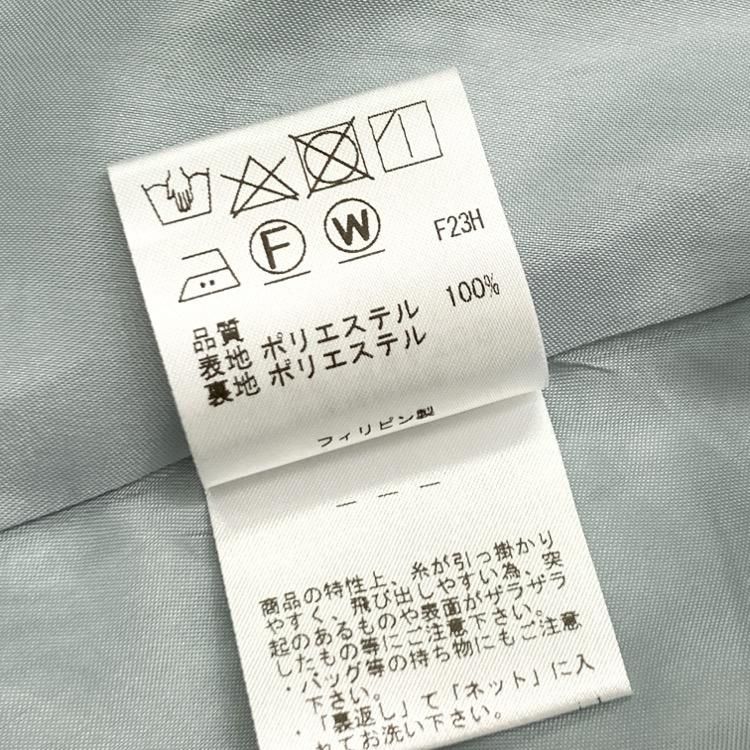 F W F23H
品質
表地 ポリエステル 100%
裏地 ポリエステル
フィリピン製
— — —
商品の特性上、糸が引っ掛かり
やすく、飛び出しやすい為、突
起のあるものや表面がザラザラ
したもの等にご注意下さい。
・バッグ等の持ち物にもご注意
下さい。
・「裏返し」て「ネット」に入
れてお洗い下さい。